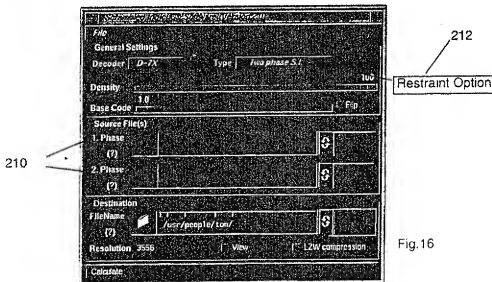 212
File
General Settings
Decoder D-7X Type Two phase S.I.
100
Restraint Option
Density
1.0
Base Code Flip
Source File(s)
1. Phase
(?)
210
2. Phase
(?)
Destination
FileName
/usr/people/tom/
(?)
Resolution 3556 View LZW compression
Fig.16
Calculate